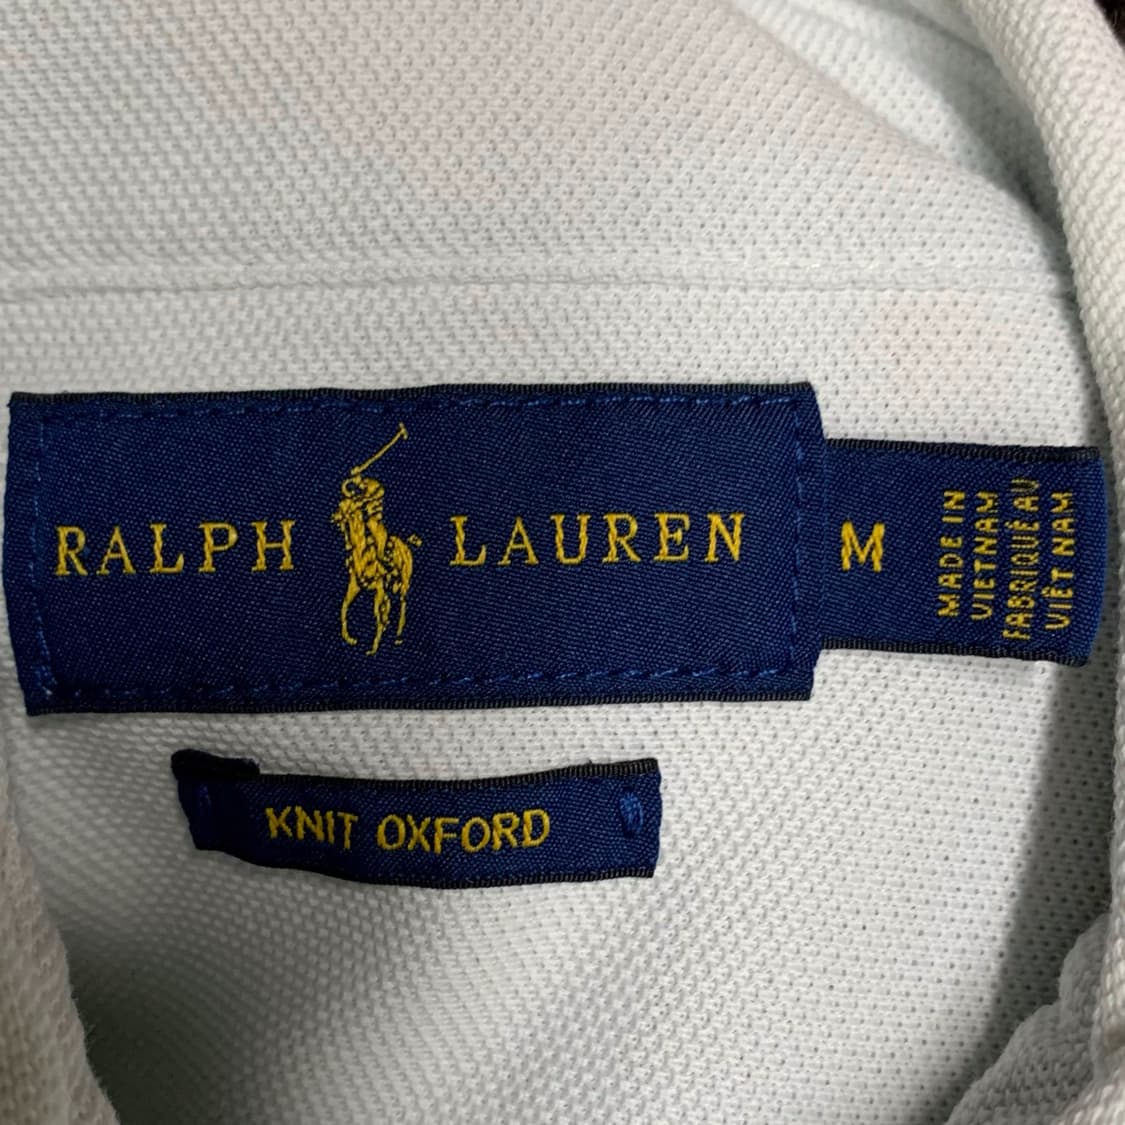 RALPH LAUREN
M
MADE IN
VIETNAM
FABRIQUÉ AU
VIÊT NAM
KNIT OXFORD